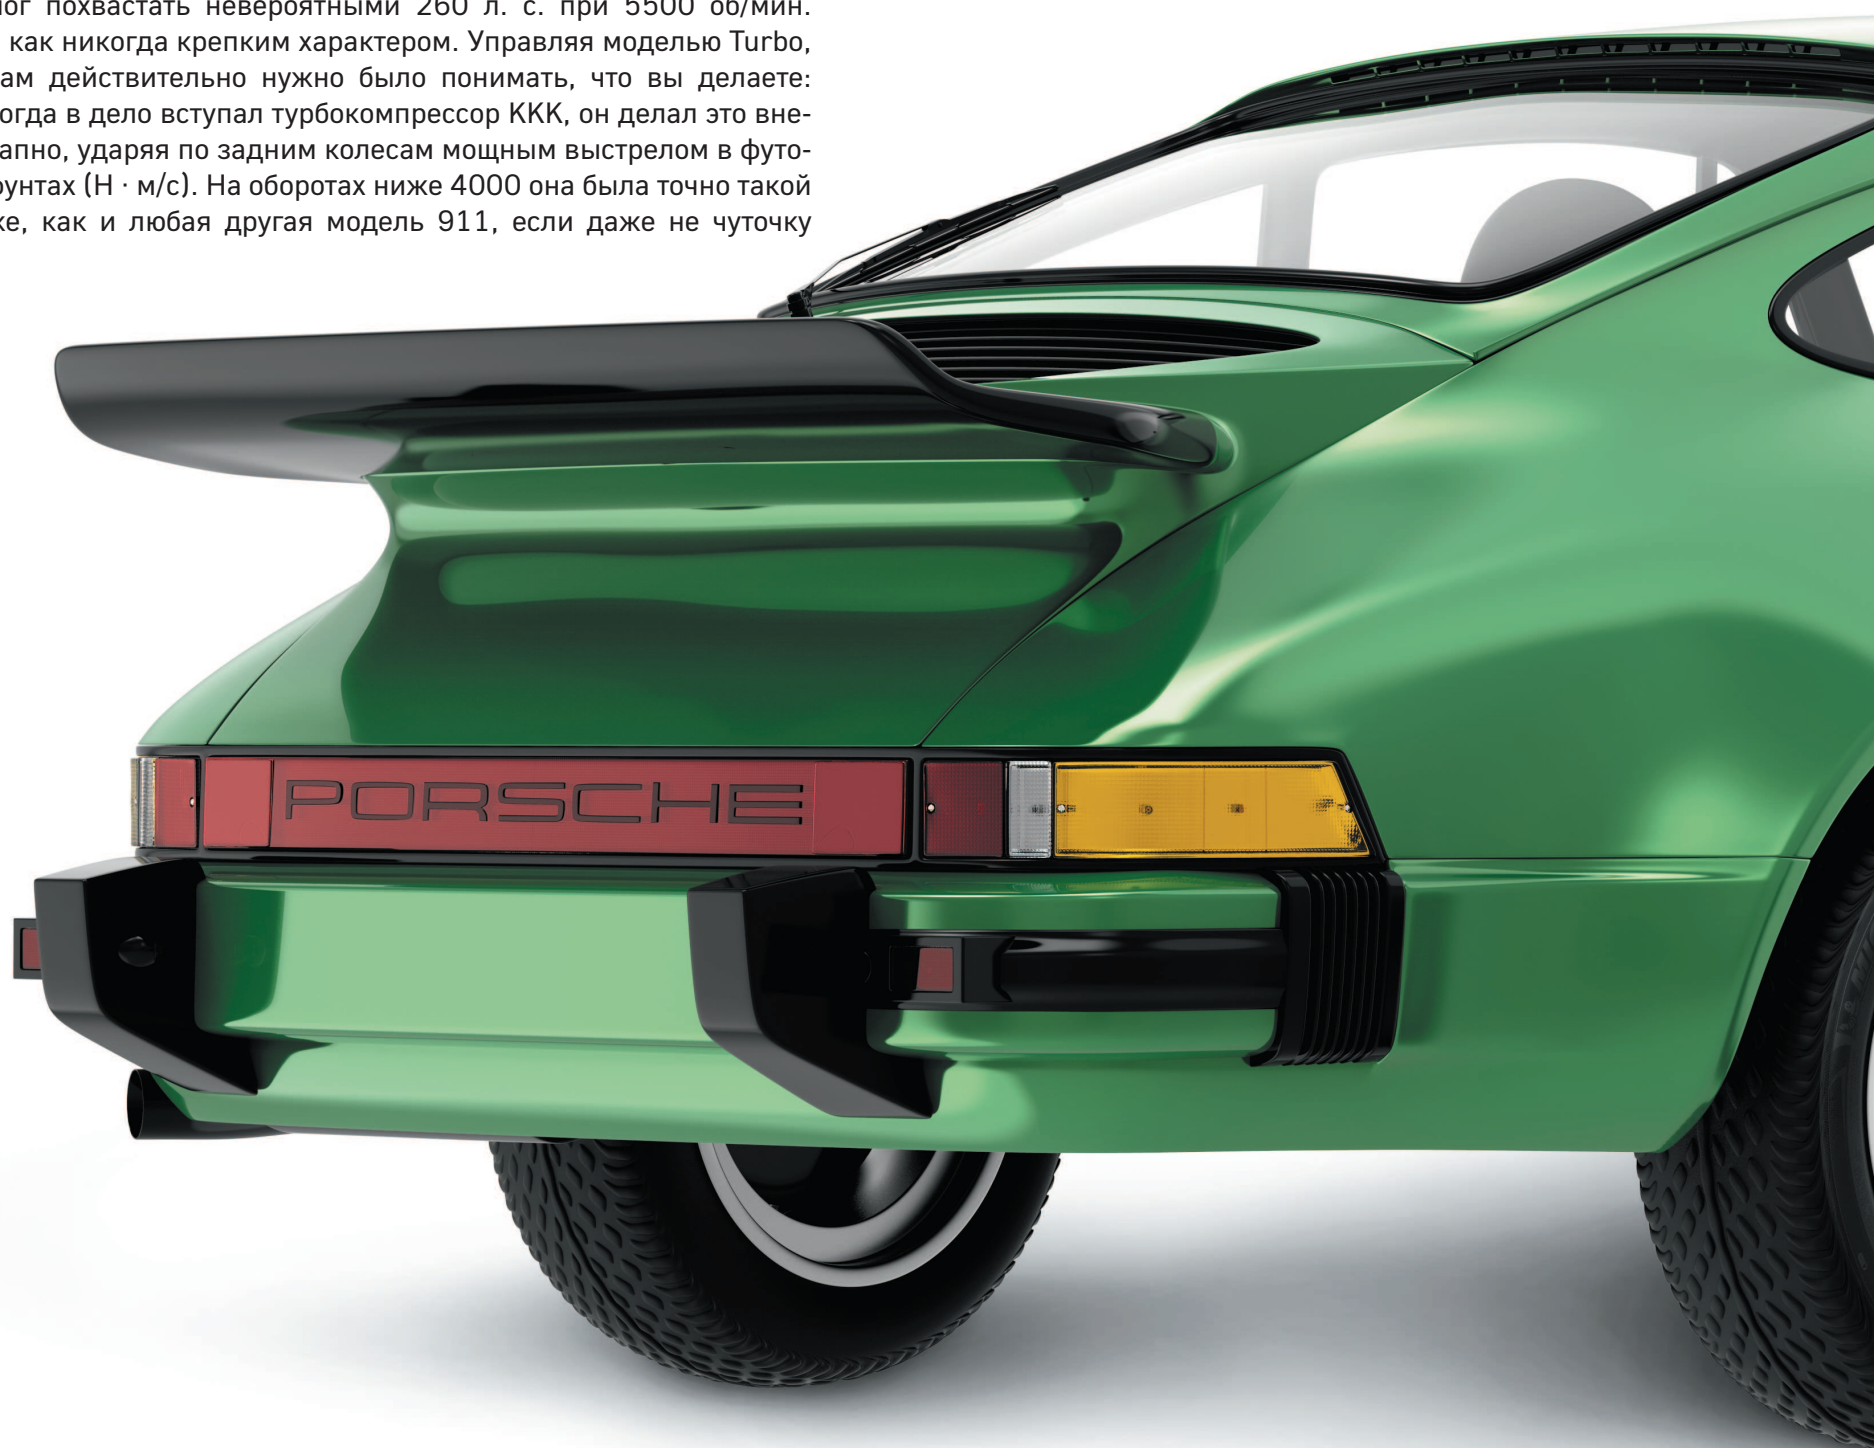 похвастать невероятными 260 л. с. при 5500 об/мин.
как никогда крепким характером. Управляя моделью Turbo,
действительно нужно было понимать, что вы делаете:
в дело вступал турбокомпрессор ККК, он делал это вне-
ударяя по задним колесам мощным выстрелом в футо-
(Н · м/с). На оборотах ниже 4000 она была точно такой
как и любая другая модель 911, если даже не чуточку
PORSCHE